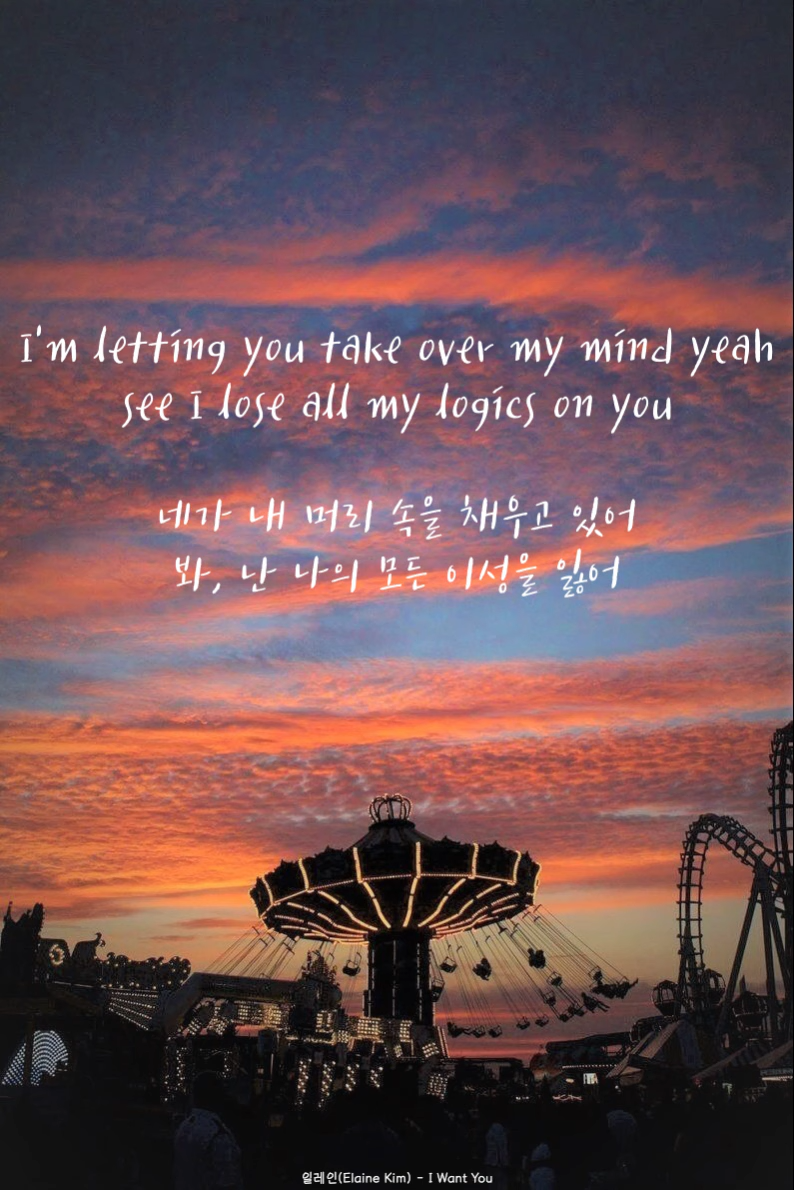 I'm letting you take over my mind yeah
see I lose all my logics on you
네가 내 머리 속을 채우고 있어
봐, 난 나의 모든 이성을 잃어
일레인(Elaine Kim) - I Want You